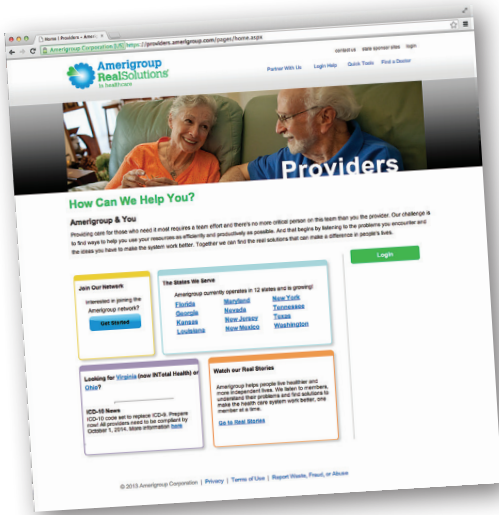 Home | Providers – Ameri
Amerigroup Corporation [US] https://providers.amerigroup.com/pages/home.aspx
contact us state sponsor sites login
Amerigroup
RealSolutions
in healthcare
Partner With Us Login Help Quick Tools Find a Doctor
Providers
How Can We Help You?
Amerigroup & You
Providing care for those who need it most requires a team effort and there's no more critical person on this team than you the provider. Our challenge is
to find ways to help you use your resources as efficiently and productively as possible. And that begins by listening to the problems you encounter and
the ideas you have to make the system work better. Together we can find the real solutions that can make a difference in people's lives.
Login
Join Our Network
Interested in joining the
Amerigroup network?
Get Started
The States We Serve
Amerigroup currently operates in 12 states and is growing!
Florida Maryland New York
Georgia Nevada Tennessee
Kansas New Jersey Texas
Louisiana New Mexico Washington
Looking for Virginia (now INTotal Health) or
Ohio?
ICD-10 News
ICD-10 code set to replace ICD-9. Prepare
now! All providers need to be compliant by
October 1, 2014. More information here
Watch our Real Stories
Amerigroup helps people live healthier and
more independent lives. We listen to members,
understand their problems and find solutions to
make the health care system work better, one
member at a time.
Go to Real Stories
© 2013 Amerigroup Corporation | Privacy | Terms of Use | Report Waste, Fraud, or Abuse